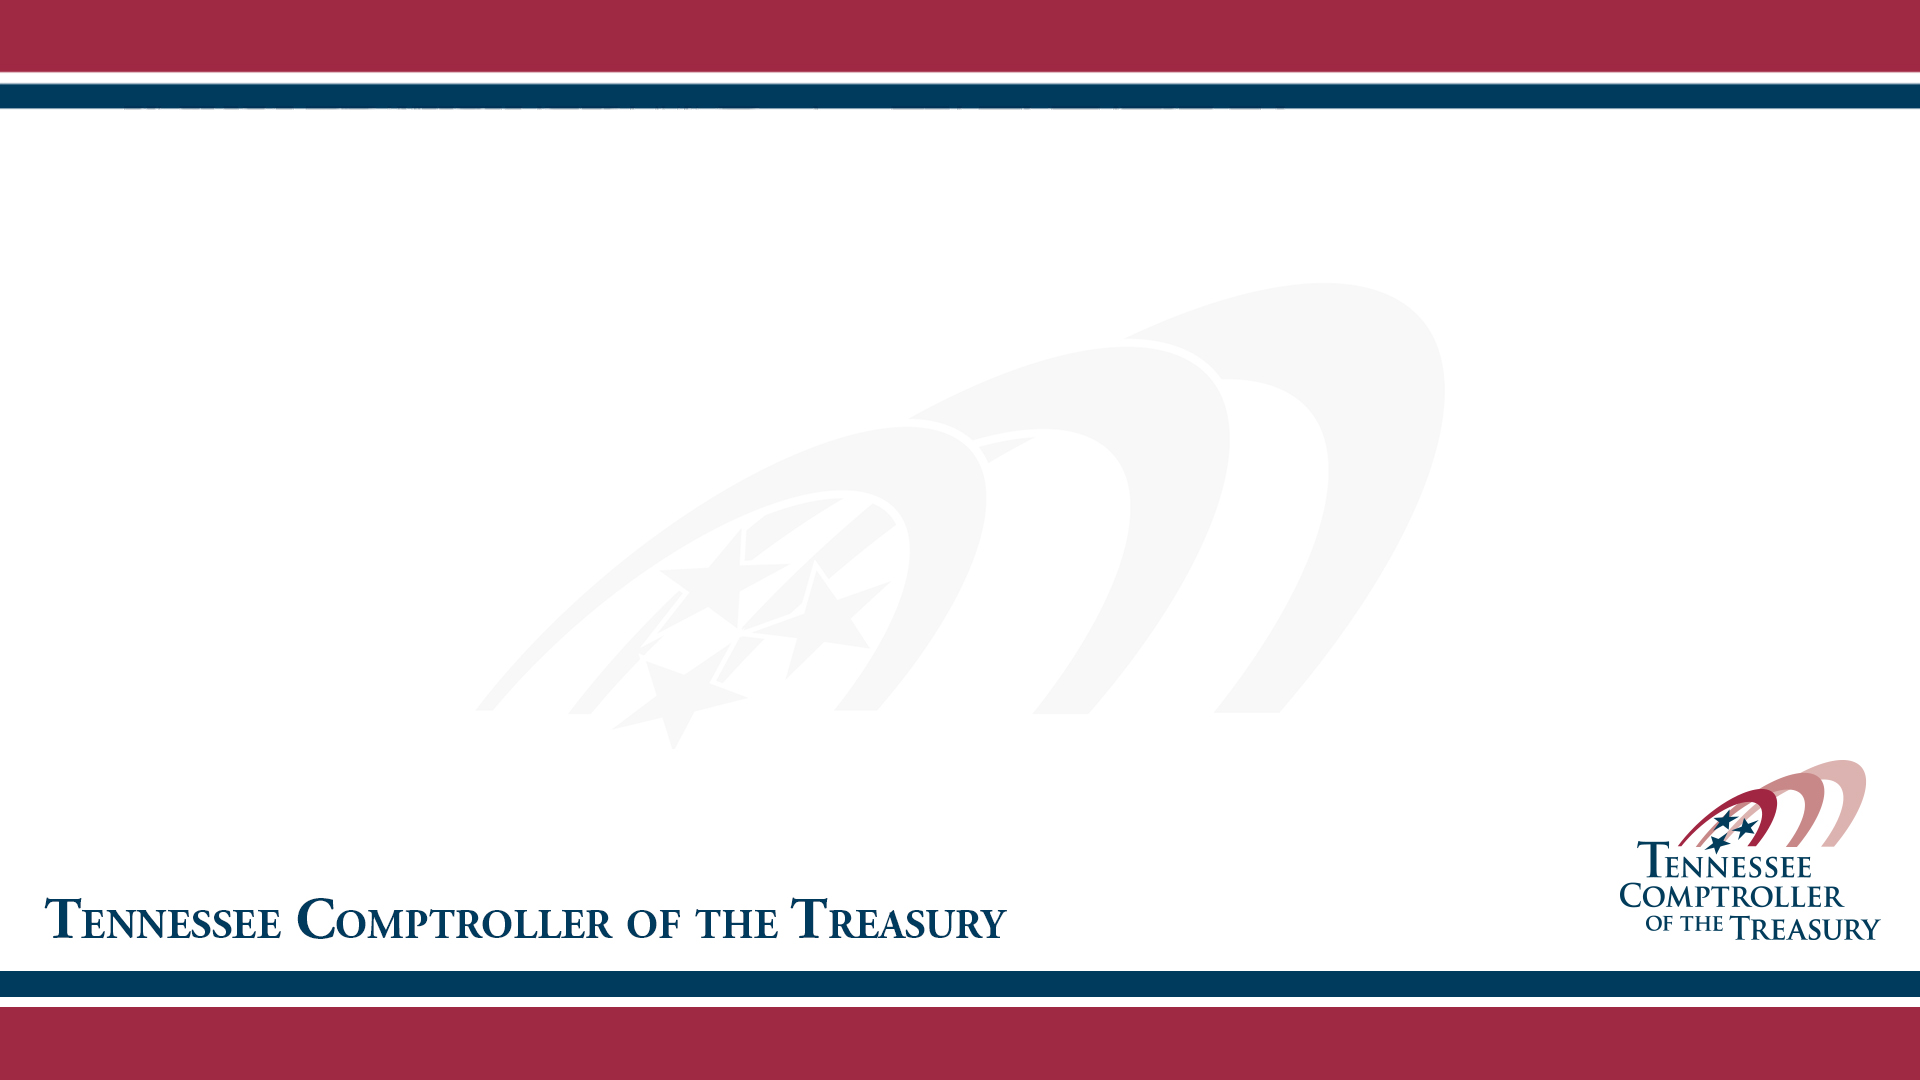 Tennessee Comptroller of the Treasury
Tennessee
Comptroller
of the Treasury